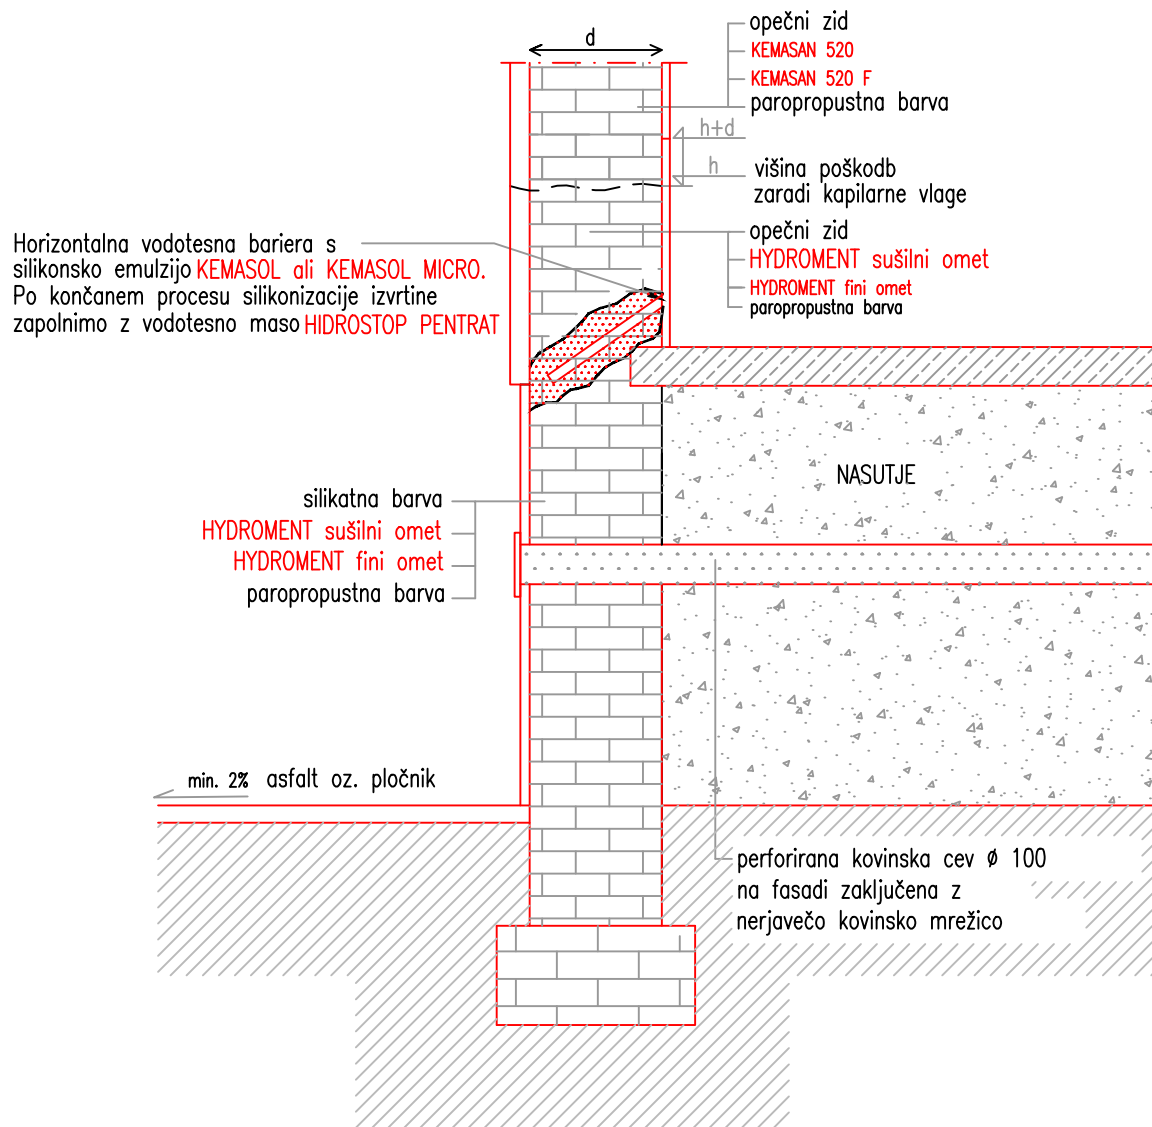 d
opečni zid
KEMASAN 520
KEMASAN 520 F
paropropustna barva
h+d
h
višina poškodb
zaradi kapilarne vlage
Horizontalna vodotesna bariera s
silikonsko emulzijo KEMASOL ali KEMASOL MICRO.
Po končanem procesu silikonizacije izvrtine
zapolnimo z vodotesno maso HIDROSTOP PENTRAT
opečni zid
HYDROMENT sušilni omet
HYDROMENT fini omet
paropropustna barva
NASUTJE
silikatna barva
HYDROMENT sušilni omet
HYDROMENT fini omet
paropropustna barva
min. 2% asfalt oz. pločnik
perforirana kovinska cev Ø 100
na fasadi zaključena z
nerjavečo kovinsko mrežico